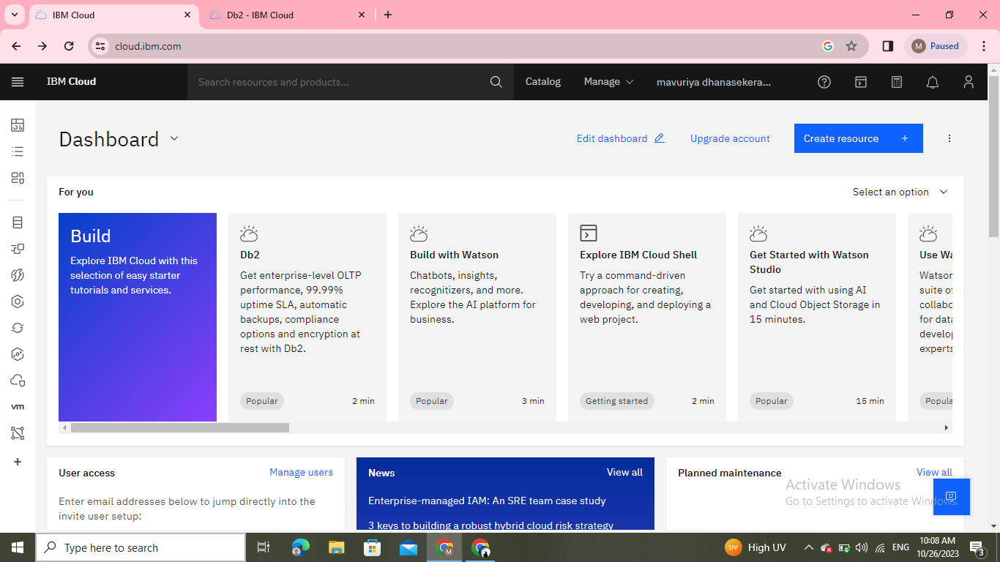 IBM Cloud
Db2 - IBM Cloud
cloud.ibm.com
M Paused
IBM Cloud
Search resources and products...
Catalog
Manage
mavuriya dhanasekera...
Dashboard
Edit dashboard
Upgrade account
Create resource +
For you
Select an option
Build
Explore IBM Cloud with this
selection of easy starter
tutorials and services.
Db2
Get enterprise-level OLTP
performance, 99.99%
uptime SLA, automatic
backups, compliance
options and encryption at
rest with Db2.
Popular
2 min
Build with Watson
Chatbots, insights,
recognitizers, and more.
Explore the AI platform for
business.
Popular
3 min
Explore IBM Cloud Shell
Try a command-driven
approach for creating,
developing, and deploying a
web project.
Getting started
2 min
Get Started with Watson
Studio
Get started with using AI
and Cloud Object Storage in
15 minutes.
Popular
15 min
Use Wa
Watson
suite of
collabo
for data
develop
experts
Popula
vm
User access
Manage users
Enter email addresses below to jump directly into the
invite user setup:
News
View all
Enterprise-managed IAM: An SRE team case study
3 keys to building a robust hybrid cloud risk strategy
Planned maintenance
View all
Activate Windows
Go to Settings to activate Windows.
Type here to search
M
UV
High UV
ENG
10:08 AM
10/26/2023
3